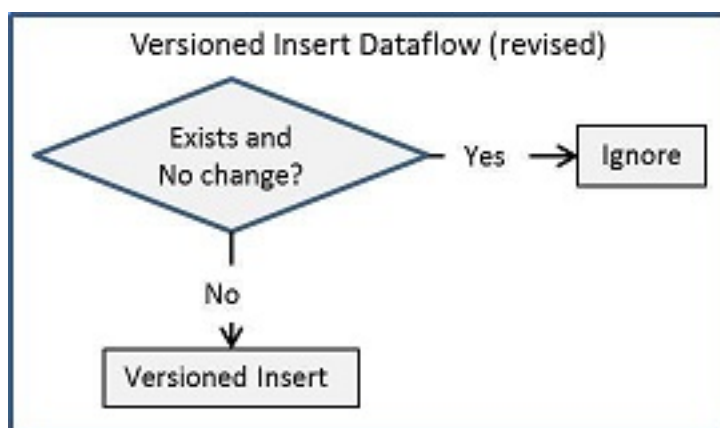 Versioned Insert Dataflow (revised)
Exists and
No change?
Yes
Ignore
No
Versioned Insert